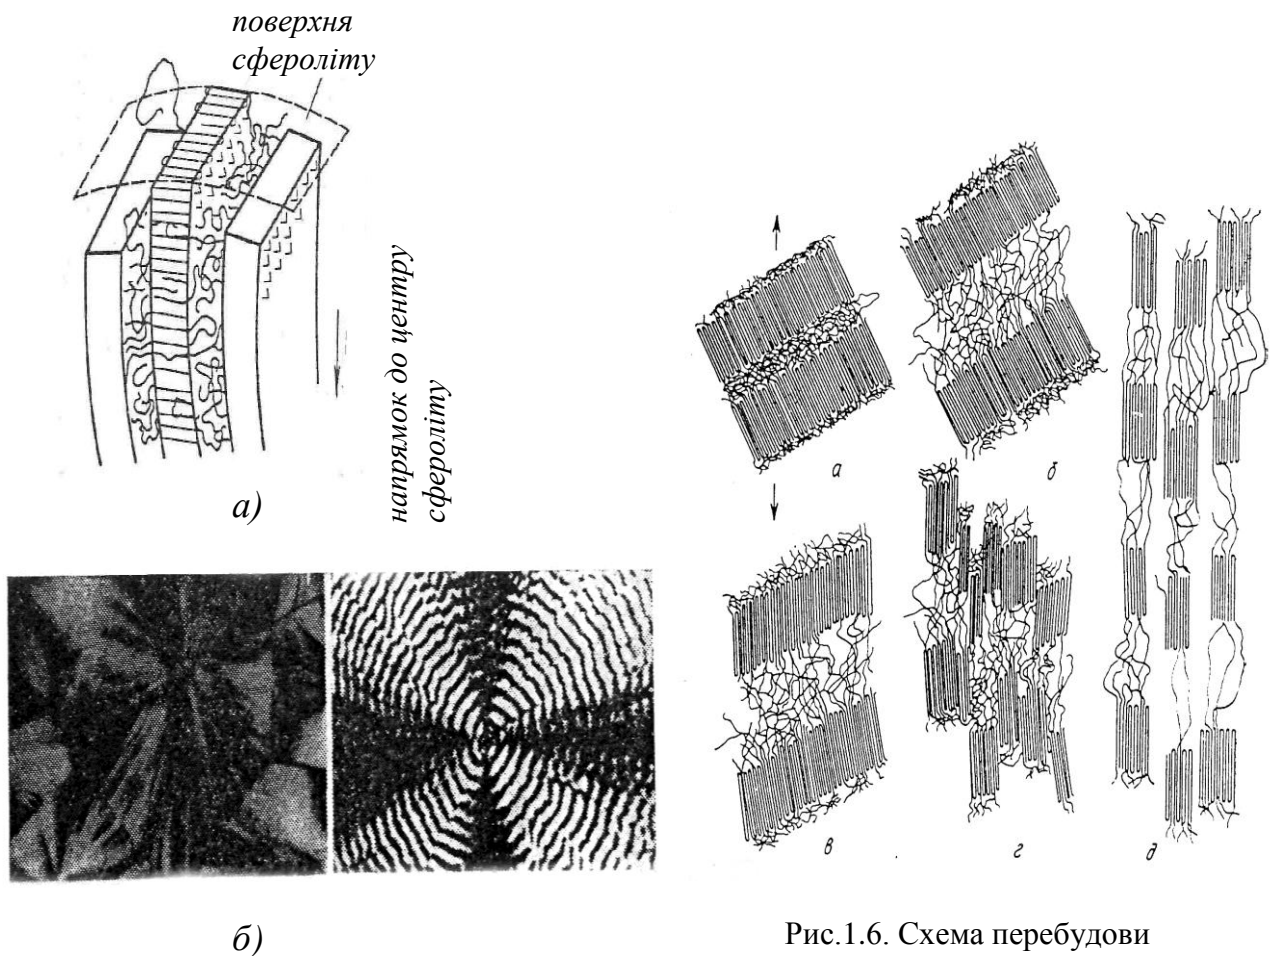 поверхня
сфероліту
напрямок до центру
сфероліту
а)
б)
а
б
в
г
д
Рис.1.6. Схема перебудови